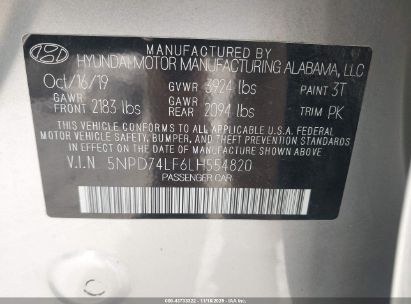 MANUFACTURED BY
HYUNDAI MOTOR MANUFACTURING ALABAMA, LLC
Oct/16/19 GVWR 3924 lbs PAINT 3T
GAWR FRONT 2183 lbs GAWR REAR 2094 lbs TRIM PK
THIS VEHICLE CONFORMS TO ALL APPLICABLE U.S.A. FEDERAL
MOTOR VEHICLE SAFETY, BUMPER, AND THEFT PREVENTION STANDARDS
IN EFFECT ON THE DATE OF MANUFACTURE SHOWN ABOVE.
V.I.N 5NPD74LF6LH554820
PASSENGER CAR